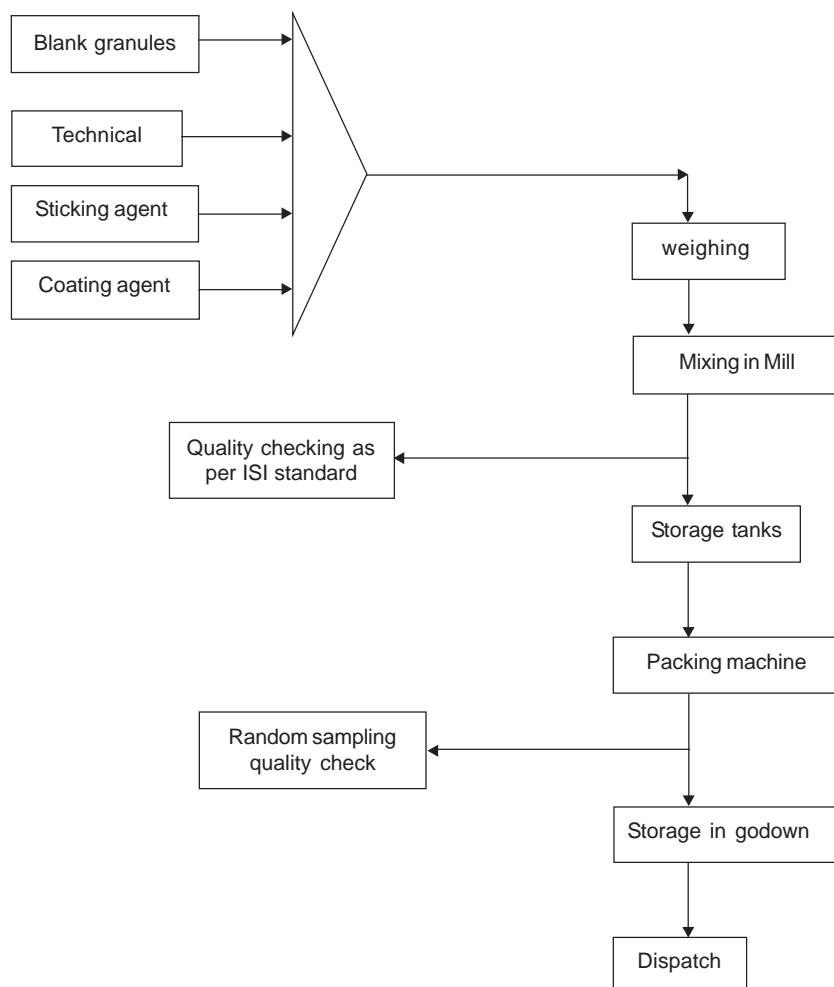 Blank granules
Technical
Sticking agent
Coating agent
weighing
Mixing in Mill
Quality checking as
per ISI standard
Storage tanks
Packing machine
Random sampling
quality check
Storage in godown
Dispatch